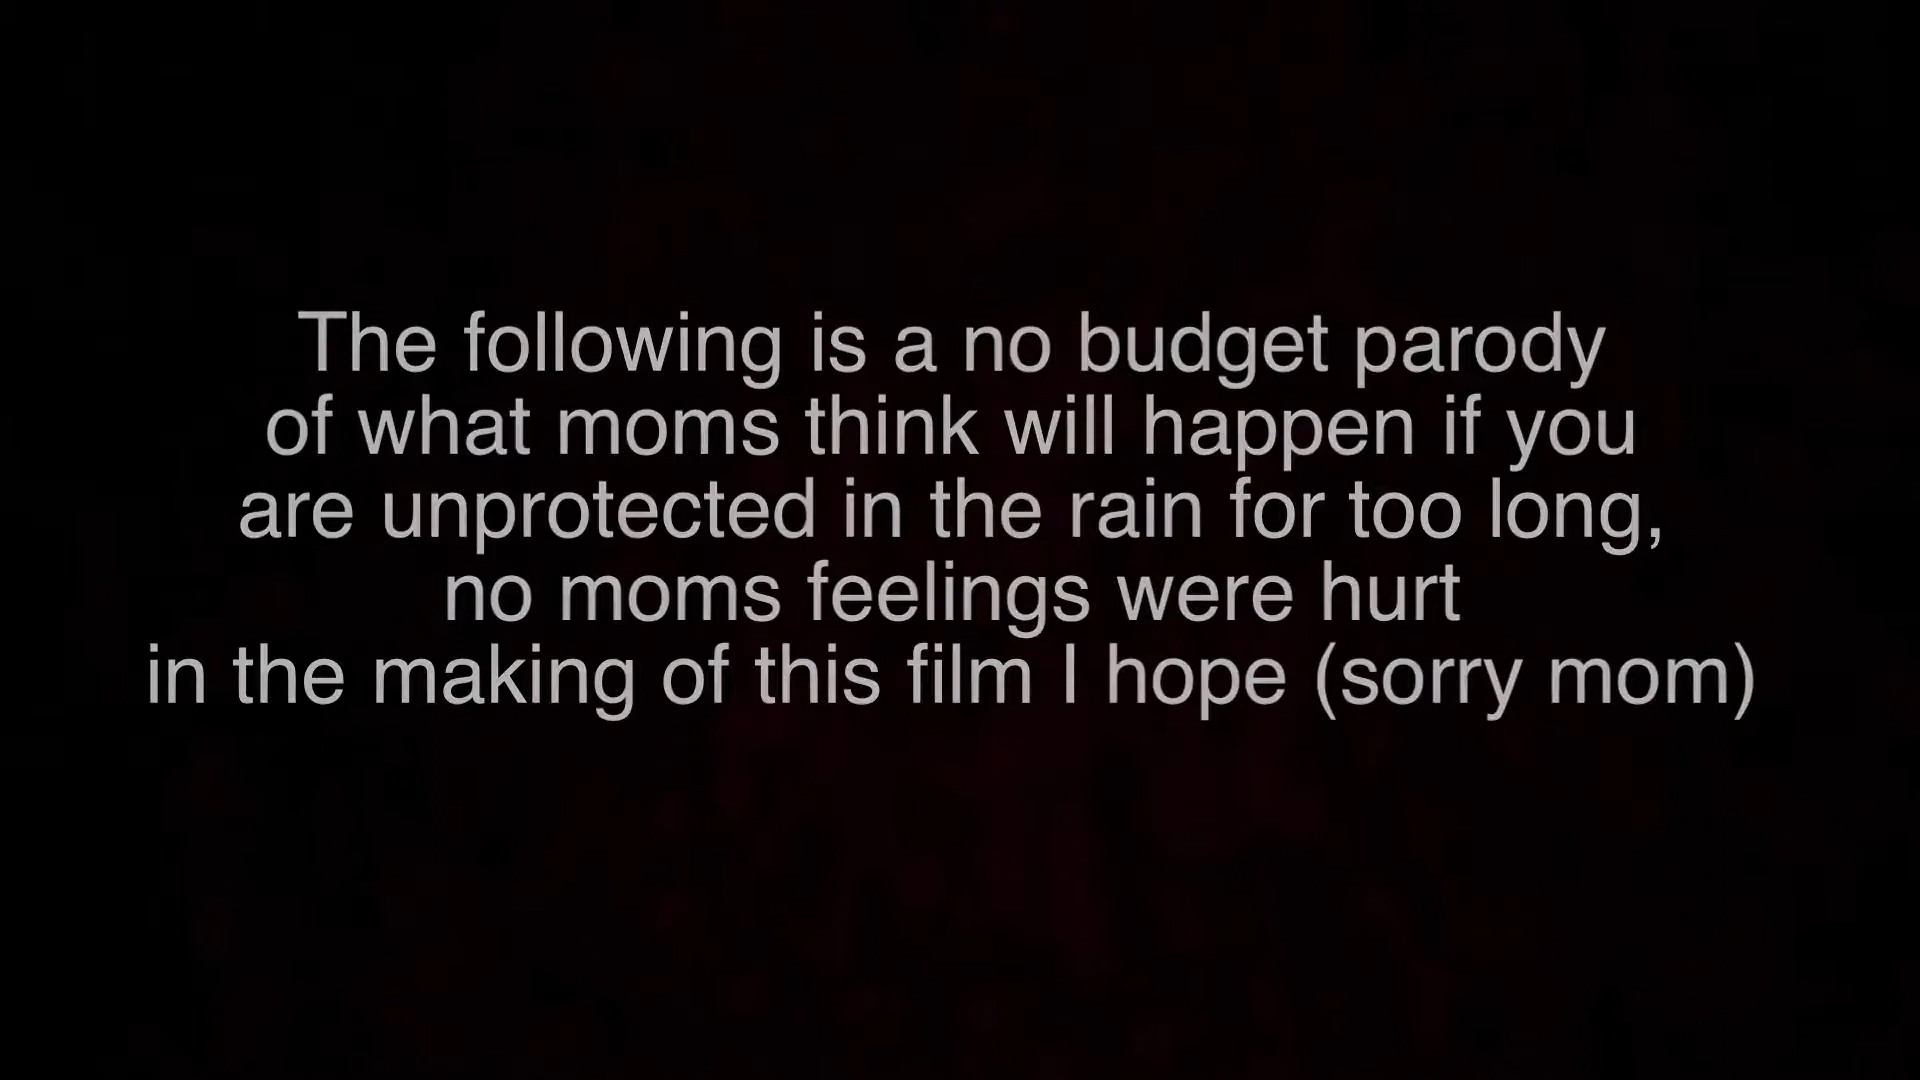 The following is a no budget parody
of what moms think will happen if you
are unprotected in the rain for too long,
no moms feelings were hurt
in the making of this film I hope (sorry mom)